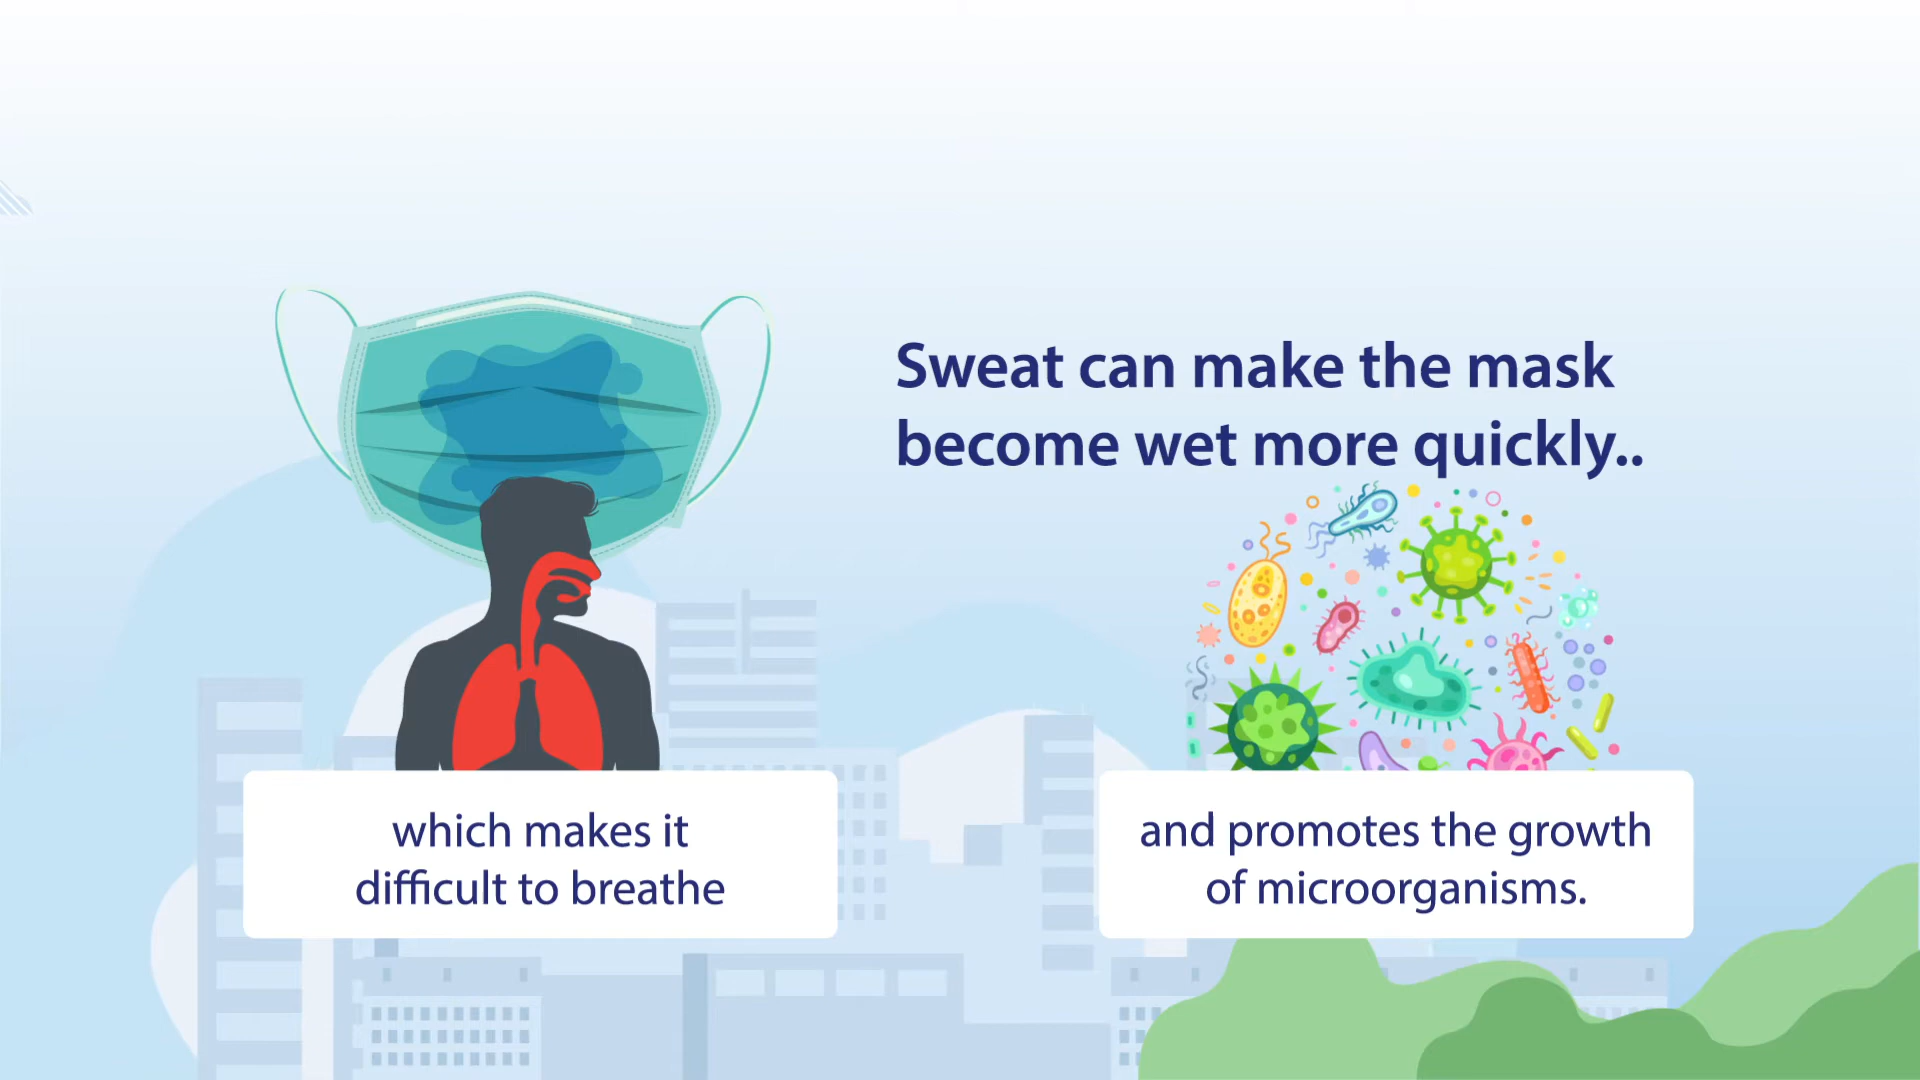 Sweat can make the mask
become wet more quickly..
which makes it
difficult to breathe
and promotes the growth
of microorganisms.